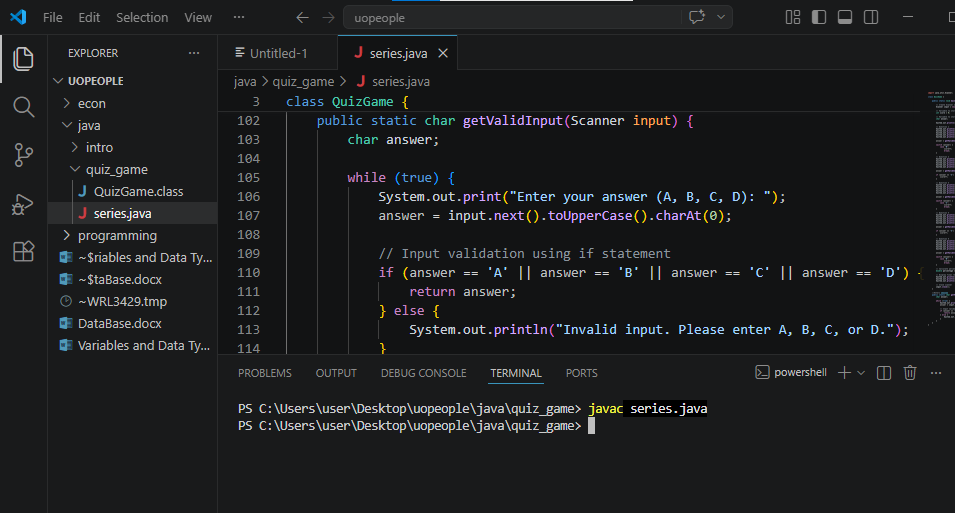 File Edit Selection View ··· uopeople
EXPLORER ···
UOPEOPLE
econ
java
intro
quiz_game
QuizGame.class
J series.java
programming
~$riables and Data Ty...
~$taBase.docx
~WRL3429.tmp
DataBase.docx
Variables and Data Ty...
Untitled-1 J series.java
java > quiz_game > J series.java
3 class QuizGame {
102 public static char getValidInput(Scanner input) {
103 char answer;
104
105 while (true) {
106 System.out.print("Enter your answer (A, B, C, D): ");
107 answer = input.next().toUpperCase().charAt(0);
108
109 // Input validation using if statement
110 if (answer == 'A' || answer == 'B' || answer == 'C' || answer == 'D') {
111 return answer;
112 } else {
113 System.out.println("Invalid input. Please enter A, B, C, or D.");
114 }
PROBLEMS OUTPUT DEBUG CONSOLE TERMINAL PORTS powershell ···
PS C:\Users\user\Desktop\uopeople\java\quiz_game> javac series.java
PS C:\Users\user\Desktop\uopeople\java\quiz_game>